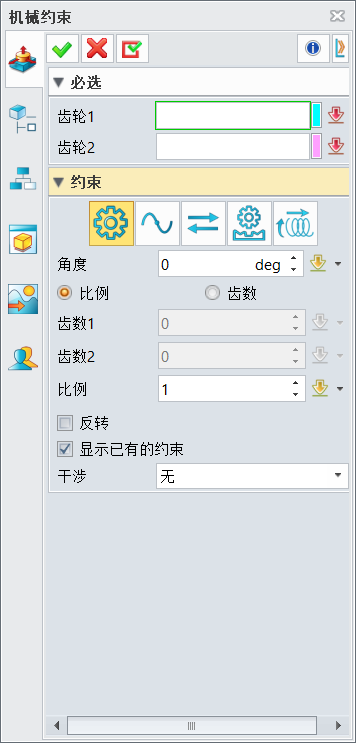 机械约束
必选
齿轮1
齿轮2
约束
角度 0 deg
比例 齿数
齿数1 0
齿数2 0
比例 1
反转
显示已有的约束
干涉 无